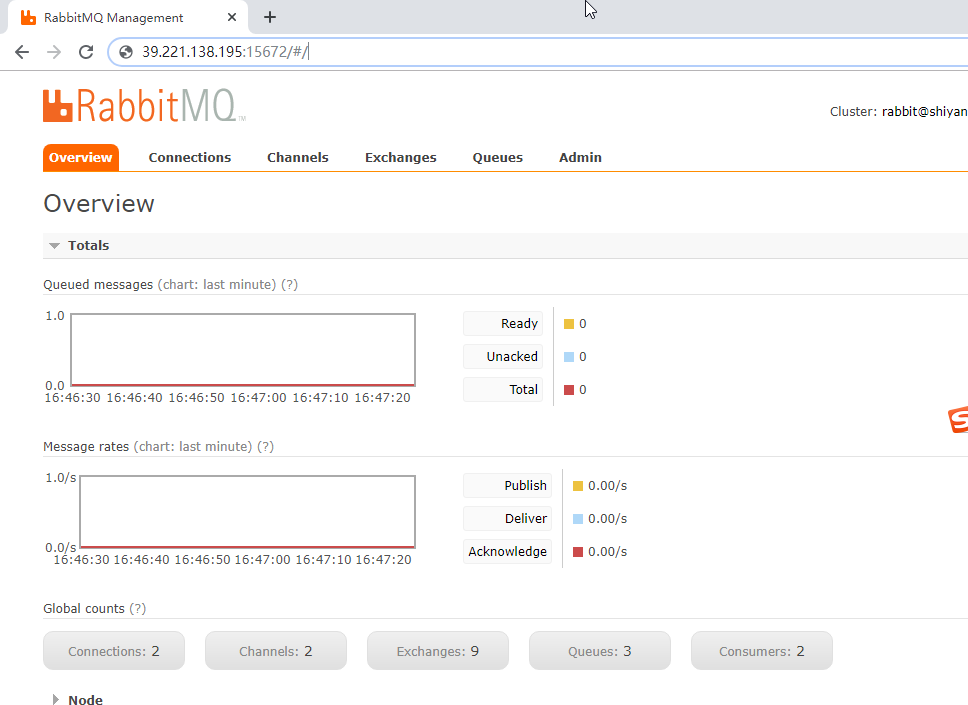 RabbitMQ Management
39.221.138.195:15672/#/
RabbitMQ TM
Cluster: rabbit@shiyan
Overview Connections Channels Exchanges Queues Admin
Overview
Totals
Queued messages (chart: last minute) (?)
1.0
0.0
16:46:30 16:46:40 16:46:50 16:47:00 16:47:10 16:47:20
Ready 0
Unacked 0
Total 0
Message rates (chart: last minute) (?)
1.0/s
0.0/s
16:46:30 16:46:40 16:46:50 16:47:00 16:47:10 16:47:20
Publish 0.00/s
Deliver 0.00/s
Acknowledge 0.00/s
Global counts (?)
Connections: 2 Channels: 2 Exchanges: 9 Queues: 3 Consumers: 2
Node